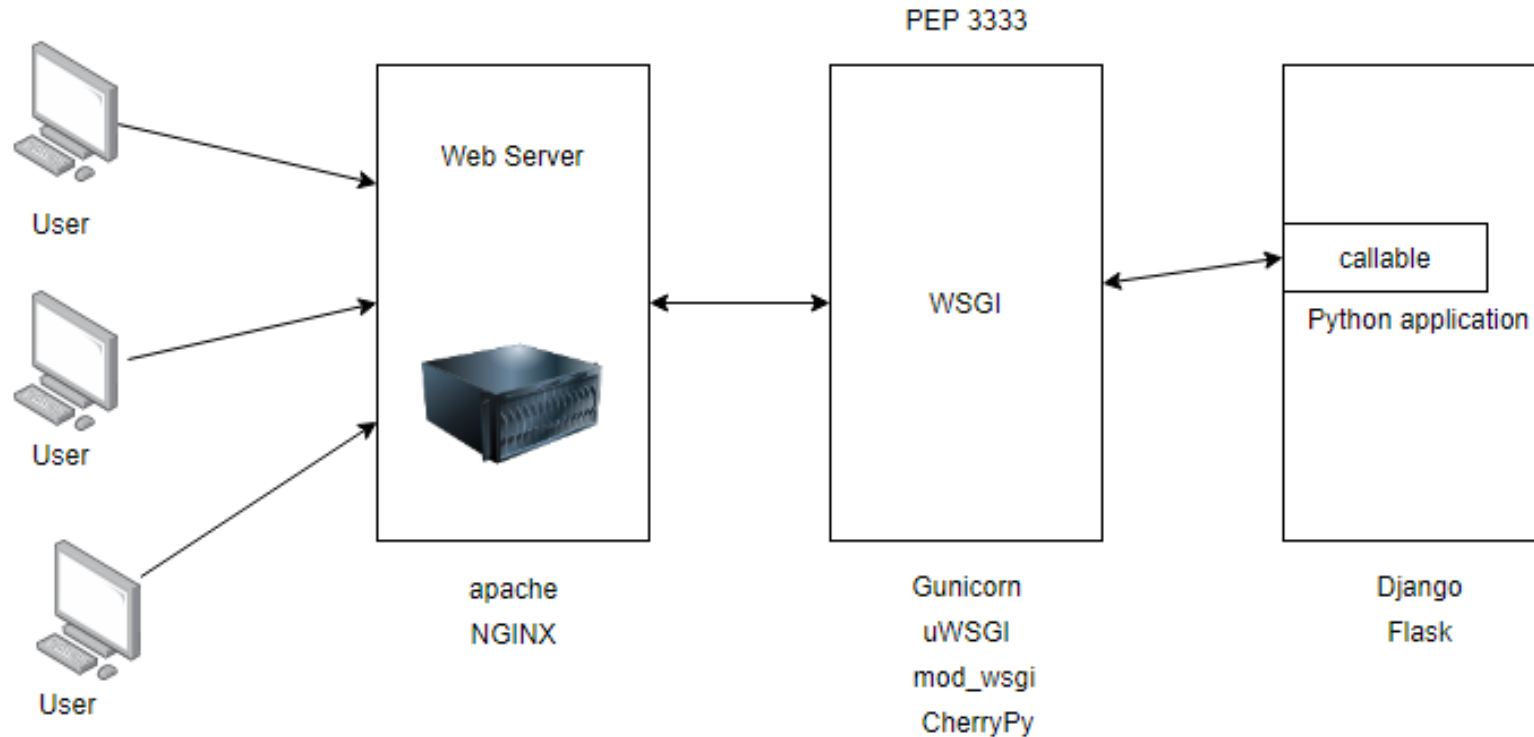 PEP 3333
User
User
User
Web Server
apache
NGINX
WSGI
Gunicorn
uWSGI
mod_wsgi
CherryPy
callable
Python application
Django
Flask